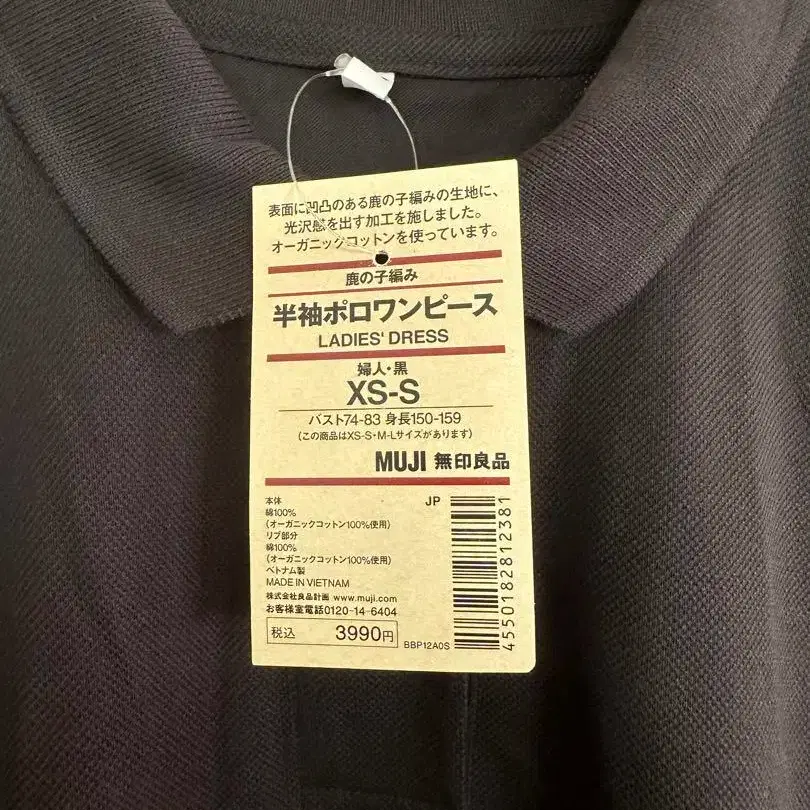 表面に凹凸のある鹿の子編みの生地に、
光沢感を出す加工を施しました。
オーガニックコットンを使っています。
鹿の子編み
半袖ポロワンピース
LADIES' DRESS
婦人・黒
XS-S
バスト74-83 身長150-159
(この商品はXS-S・M-Lサイズがあります)
MUJI 無印良品
本体
綿100%
(オーガニックコットン100%使用)
リブ部分
綿100%
(オーガニックコットン100%使用)
ベトナム製
MADE IN VIETNAM
株式会社良品計画 www.muji.com
お客様室電話0120-14-6404
税込 3990円
JP
4550182812381
BBP12A0S